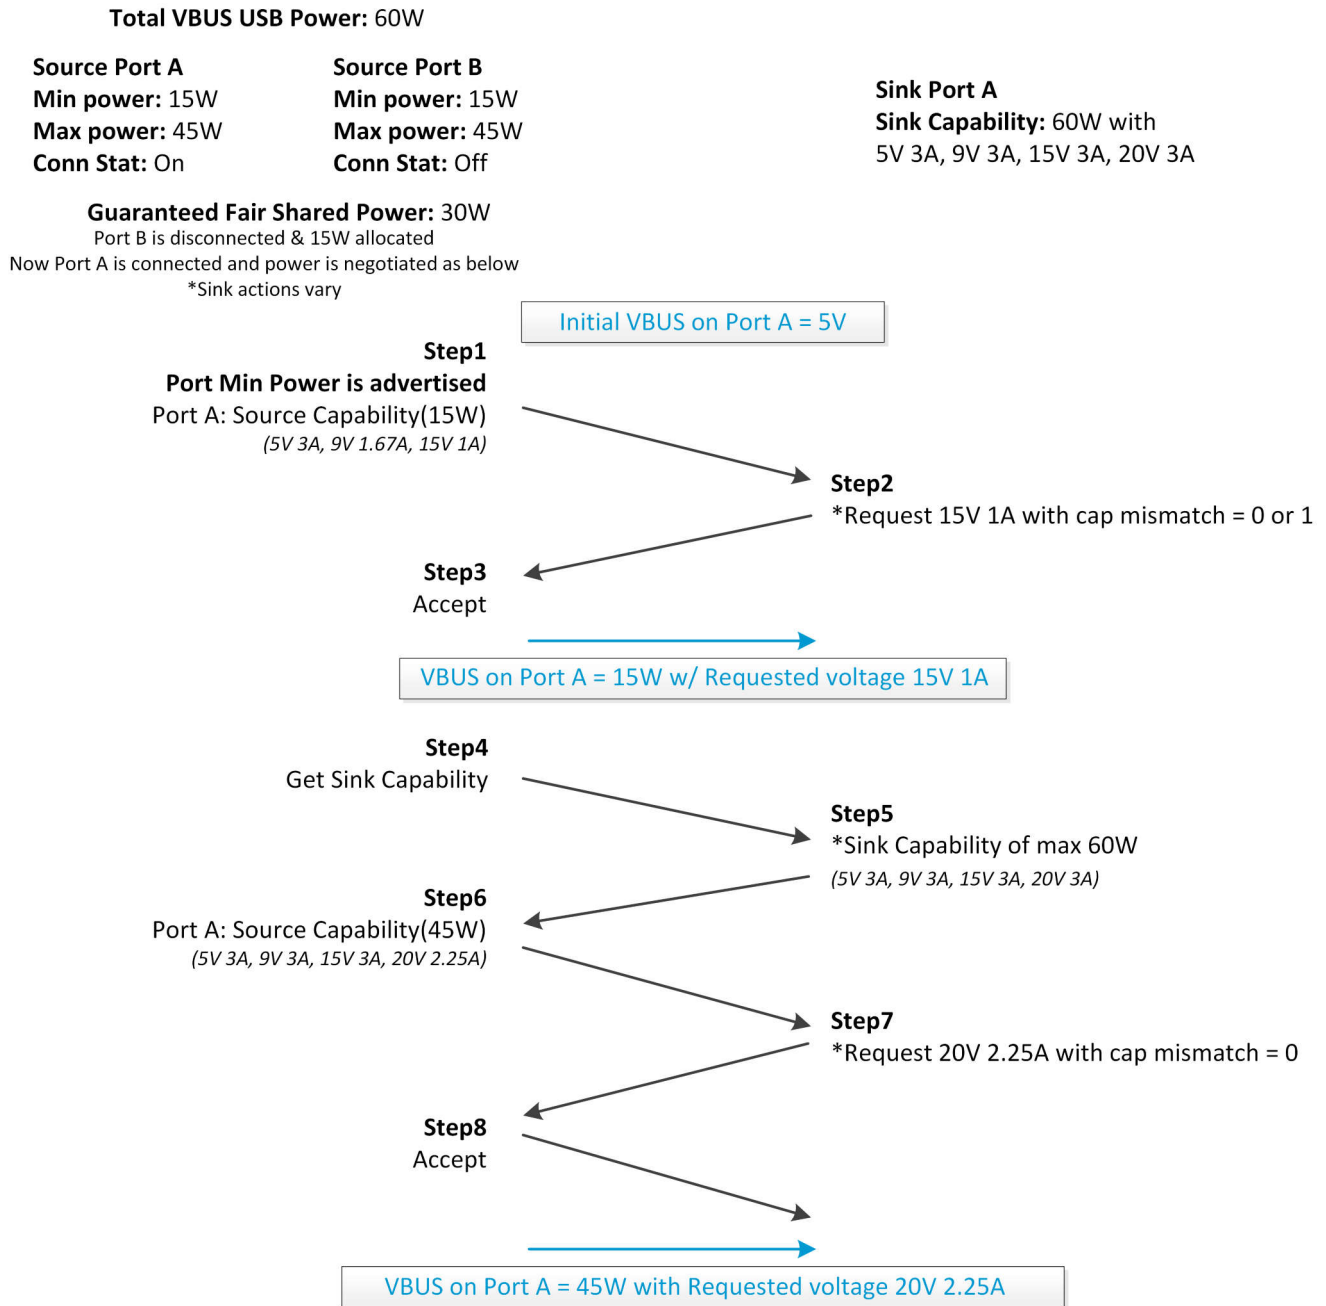 Total VBUS USB Power: 60W
Source Port A
Min power: 15W
Max power: 45W
Conn Stat: On
Source Port B
Min power: 15W
Max power: 45W
Conn Stat: Off
Sink Port A
Sink Capability: 60W with
5V 3A, 9V 3A, 15V 3A, 20V 3A
Guaranteed Fair Shared Power: 30W
Port B is disconnected & 15W allocated
Now Port A is connected and power is negotiated as below
*Sink actions vary
Initial VBUS on Port A = 5V
Step1
Port Min Power is advertised
Port A: Source Capability(15W)
(5V 3A, 9V 1.67A, 15V 1A)
Step2
*Request 15V 1A with cap mismatch = 0 or 1
Step3
Accept
VBUS on Port A = 15W w/ Requested voltage 15V 1A
Step4
Get Sink Capability
Step5
*Sink Capability of max 60W
(5V 3A, 9V 3A, 15V 3A, 20V 3A)
Step6
Port A: Source Capability(45W)
(5V 3A, 9V 3A, 15V 3A, 20V 2.25A)
Step7
*Request 20V 2.25A with cap mismatch = 0
Step8
Accept
VBUS on Port A = 45W with Requested voltage 20V 2.25A